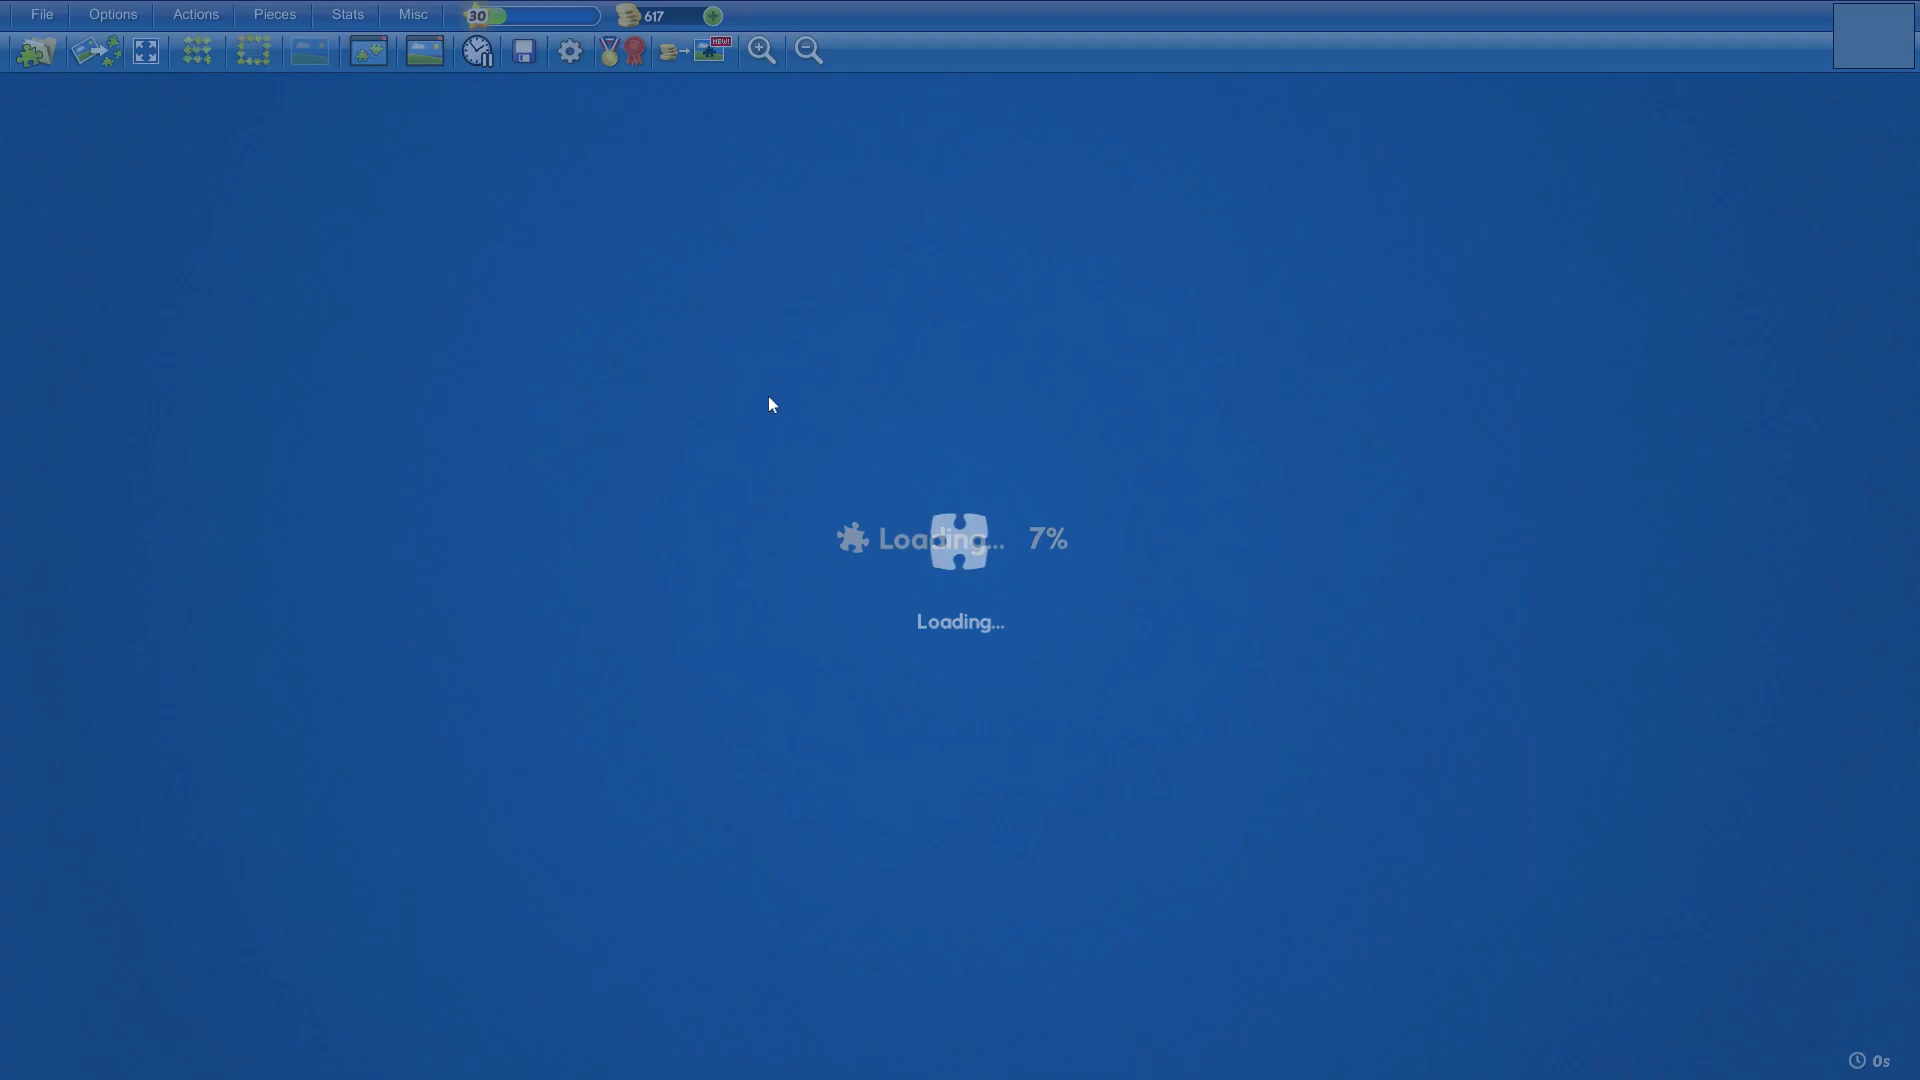 File Options Actions Pieces Stats Misc 30 617
NEW!
Loading... 7%
Loading...
0s